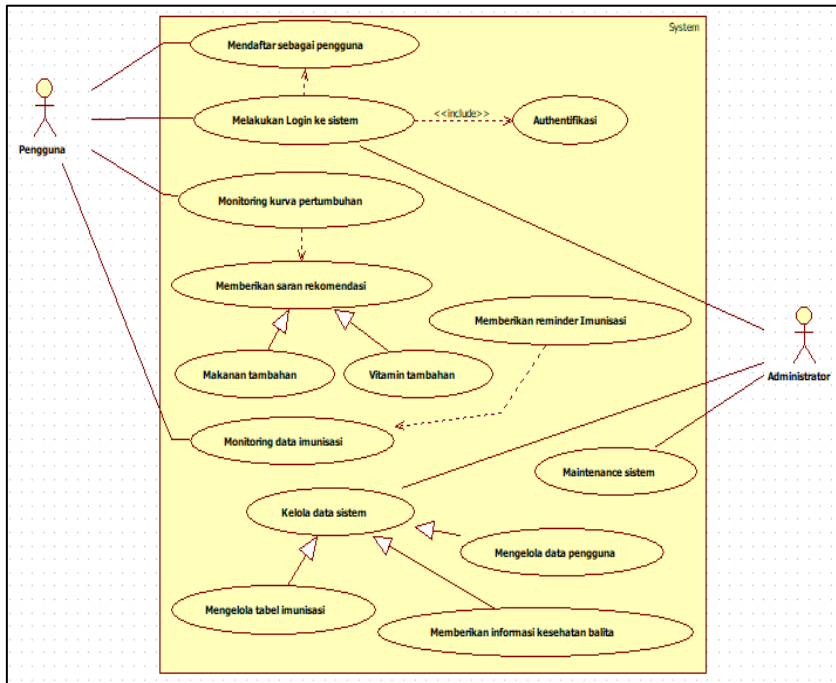 System
Mendaftar sebagai pengguna
Pengguna
Melakukan Login ke sistem
<<include>>
Authentifikasi
Monitoring kurva pertumbuhan
Memberikan saran rekomendasi
Memberikan reminder Imunisasi
Administrator
Makanan tambahan
Vitamin tambahan
Monitoring data imunisasi
Maintenance sistem
Kelola data sistem
Mengelola data pengguna
Mengelola tabel imunisasi
Memberikan informasi kesehatan balita